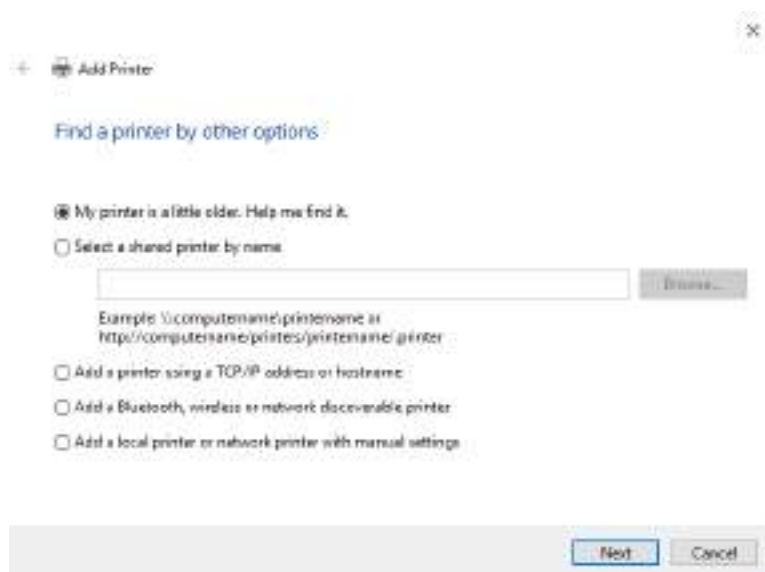 Add Printer
Find a printer by other options
My printer is a little older. Help me find it.
Select a shared printer by name
Browse...
Example: \\computername\printername or
http://computername/printers/printername/.printer
Add a printer using a TCP/IP address or hostname
Add a Bluetooth, wireless or network discoverable printer
Add a local printer or network printer with manual settings
Next Cancel